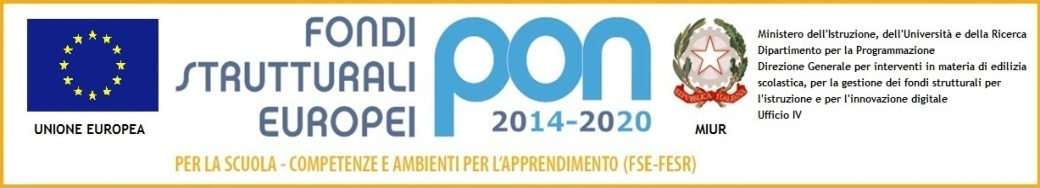 UNIONE EUROPEA
FONDI
STRUTTURALI
EUROPEI
pon
2014-2020
PER LA SCUOLA - COMPETENZE E AMBIENTI PER L'APPRENDIMENTO (FSE-FESR)
REPVBBLICA ITALIANA
MIUR
Ministero dell'Istruzione, dell'Università e della Ricerca
Dipartimento per la Programmazione
Direzione Generale per interventi in materia di edilizia
scolastica, per la gestione dei fondi strutturali per
l'istruzione e per l'innovazione digitale
Ufficio IV